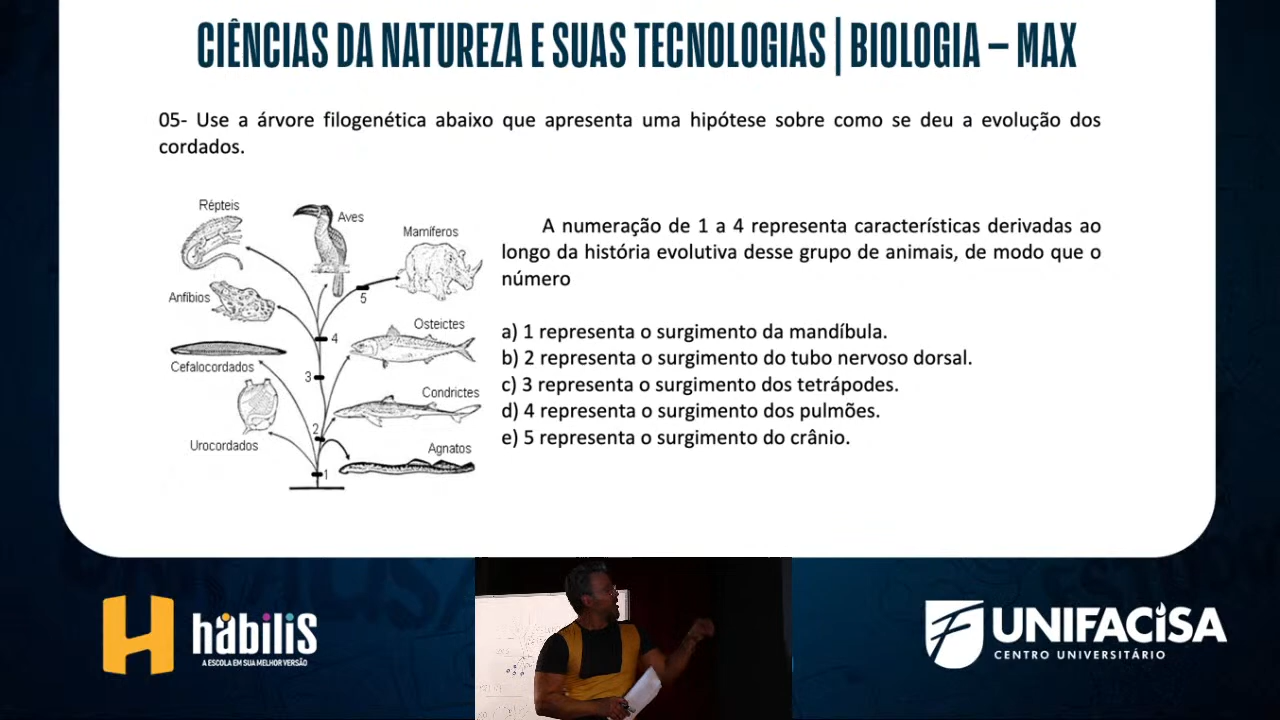 CIÊNCIAS DA NATUREZA E SUAS TECNOLOGIAS | BIOLOGIA – MAX
05- Use a árvore filogenética abaixo que apresenta uma hipótese sobre como se deu a evolução dos
cordados.
Répteis
Aves
Mamíferos
5
Anfíbios
4
Osteictes
Cefalocordados
3
Condrictes
Urocordados
2
Agnatos
1
A numeração de 1 a 4 representa características derivadas ao
longo da história evolutiva desse grupo de animais, de modo que o
número
a) 1 representa o surgimento da mandíbula.
b) 2 representa o surgimento do tubo nervoso dorsal.
c) 3 representa o surgimento dos tetrápodes.
d) 4 representa o surgimento dos pulmões.
e) 5 representa o surgimento do crânio.
H
hábilis
A ESCOLA EM SUA MELHOR VERSÃO
UNIFACISA
CENTRO UNIVERSITÁRIO